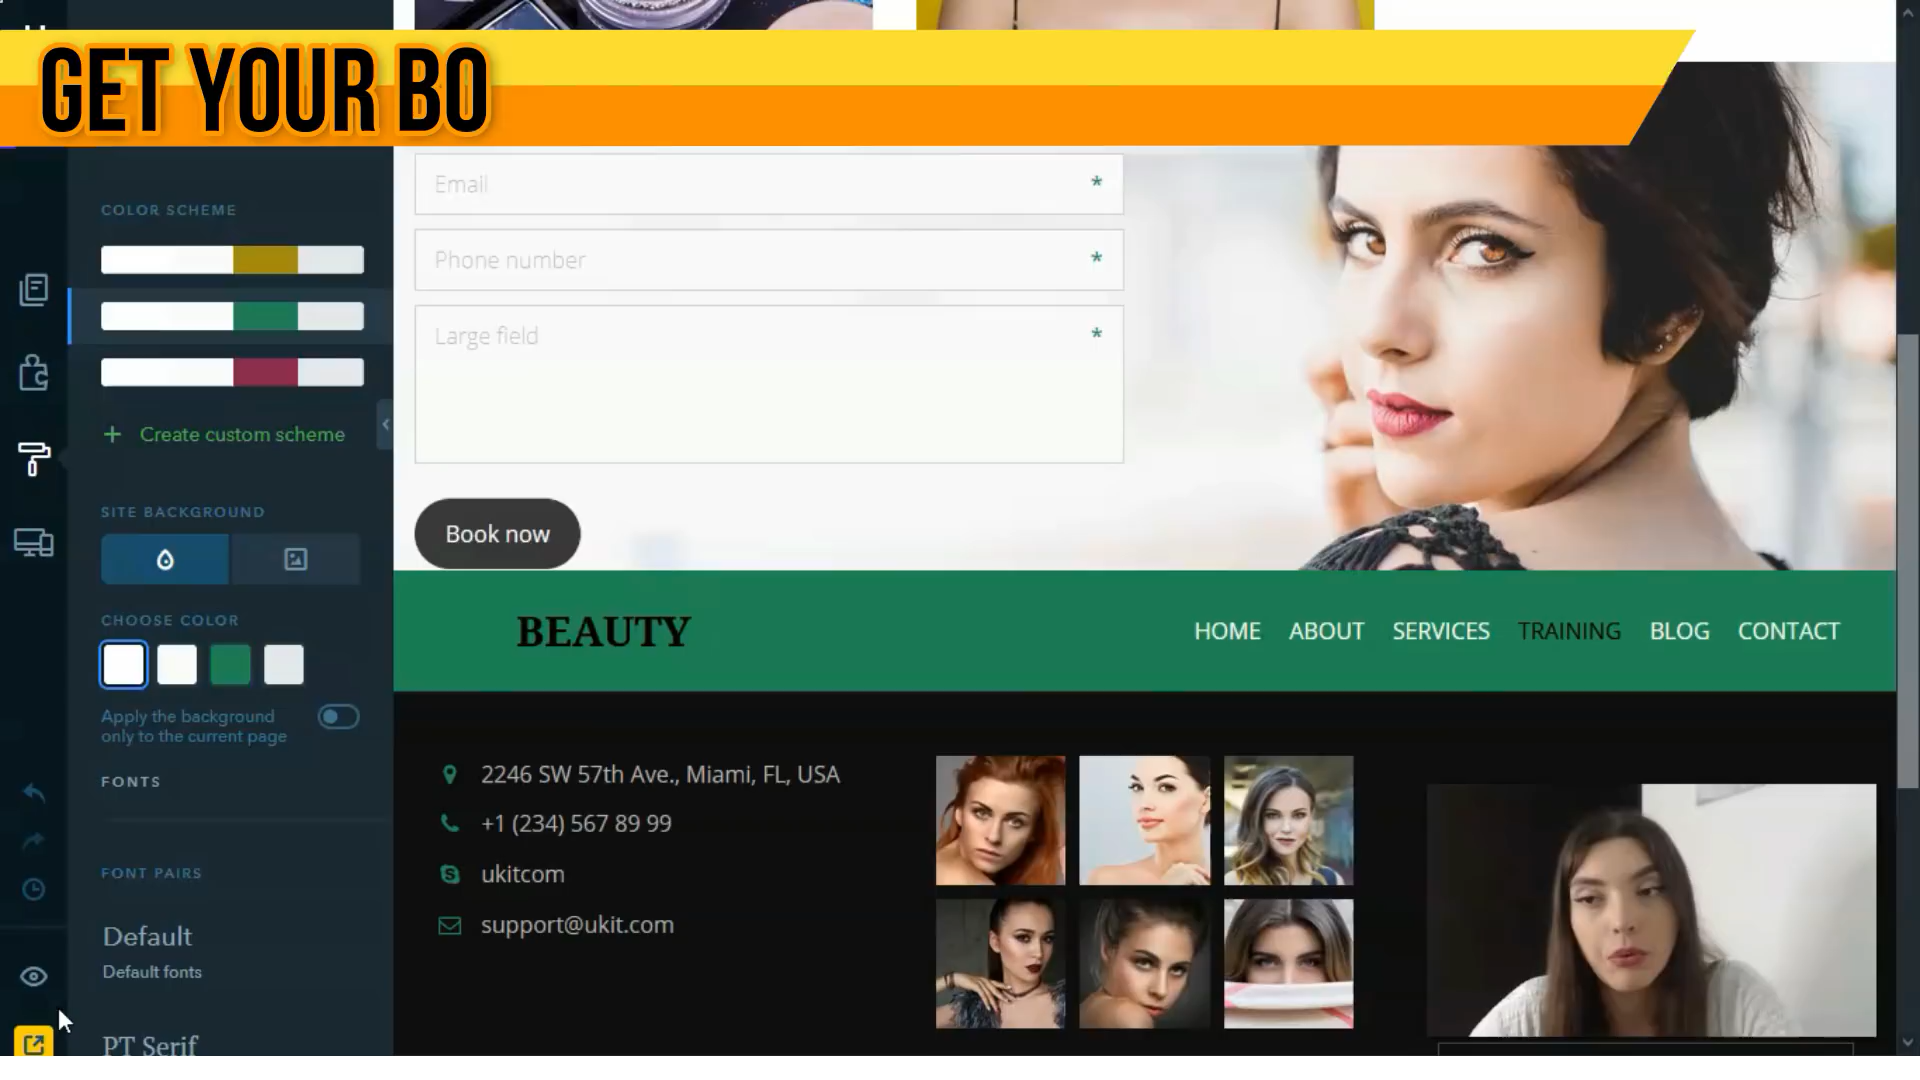 GET YOUR BO
COLOR SCHEME
Create custom scheme
SITE BACKGROUND
CHOOSE COLOR
Apply the background
only to the current page
FONTS
FONT PAIRS
Default
Default fonts
PT Serif
Email *
Phone number *
Large field *
Book now
BEAUTY
HOME ABOUT SERVICES TRAINING BLOG CONTACT
2246 SW 57th Ave., Miami, FL, USA
+1 (234) 567 89 99
ukitcom
support@ukit.com